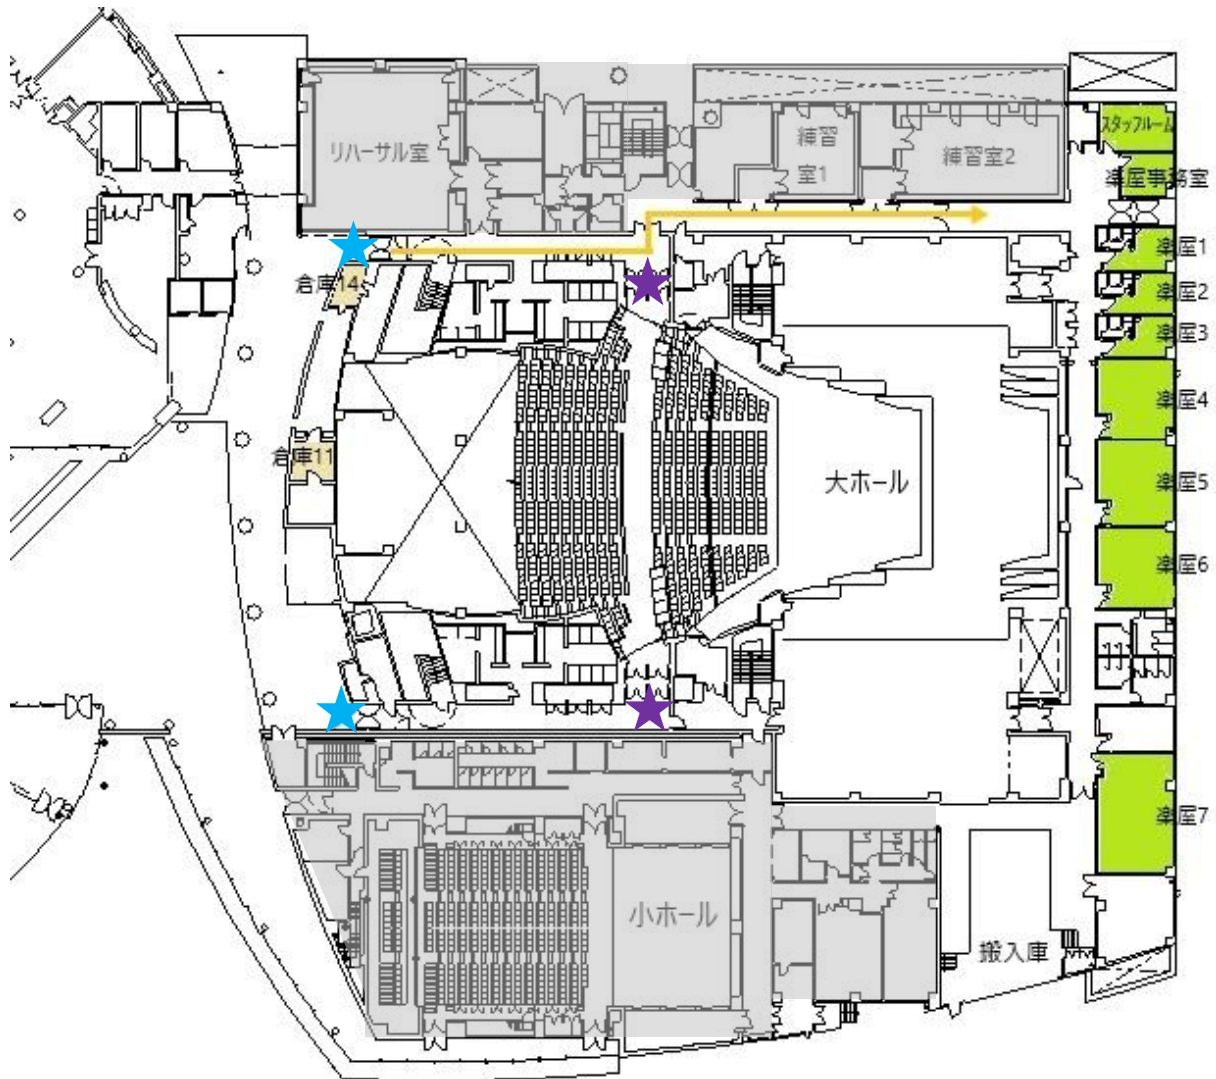 スタッフルーム
リハーサル室
練習
室1
練習室2
楽屋事務室
楽屋1
倉庫14
楽屋2
楽屋3
楽屋4
倉庫11
大ホール
楽屋5
楽屋6
楽屋7
小ホール
搬入庫